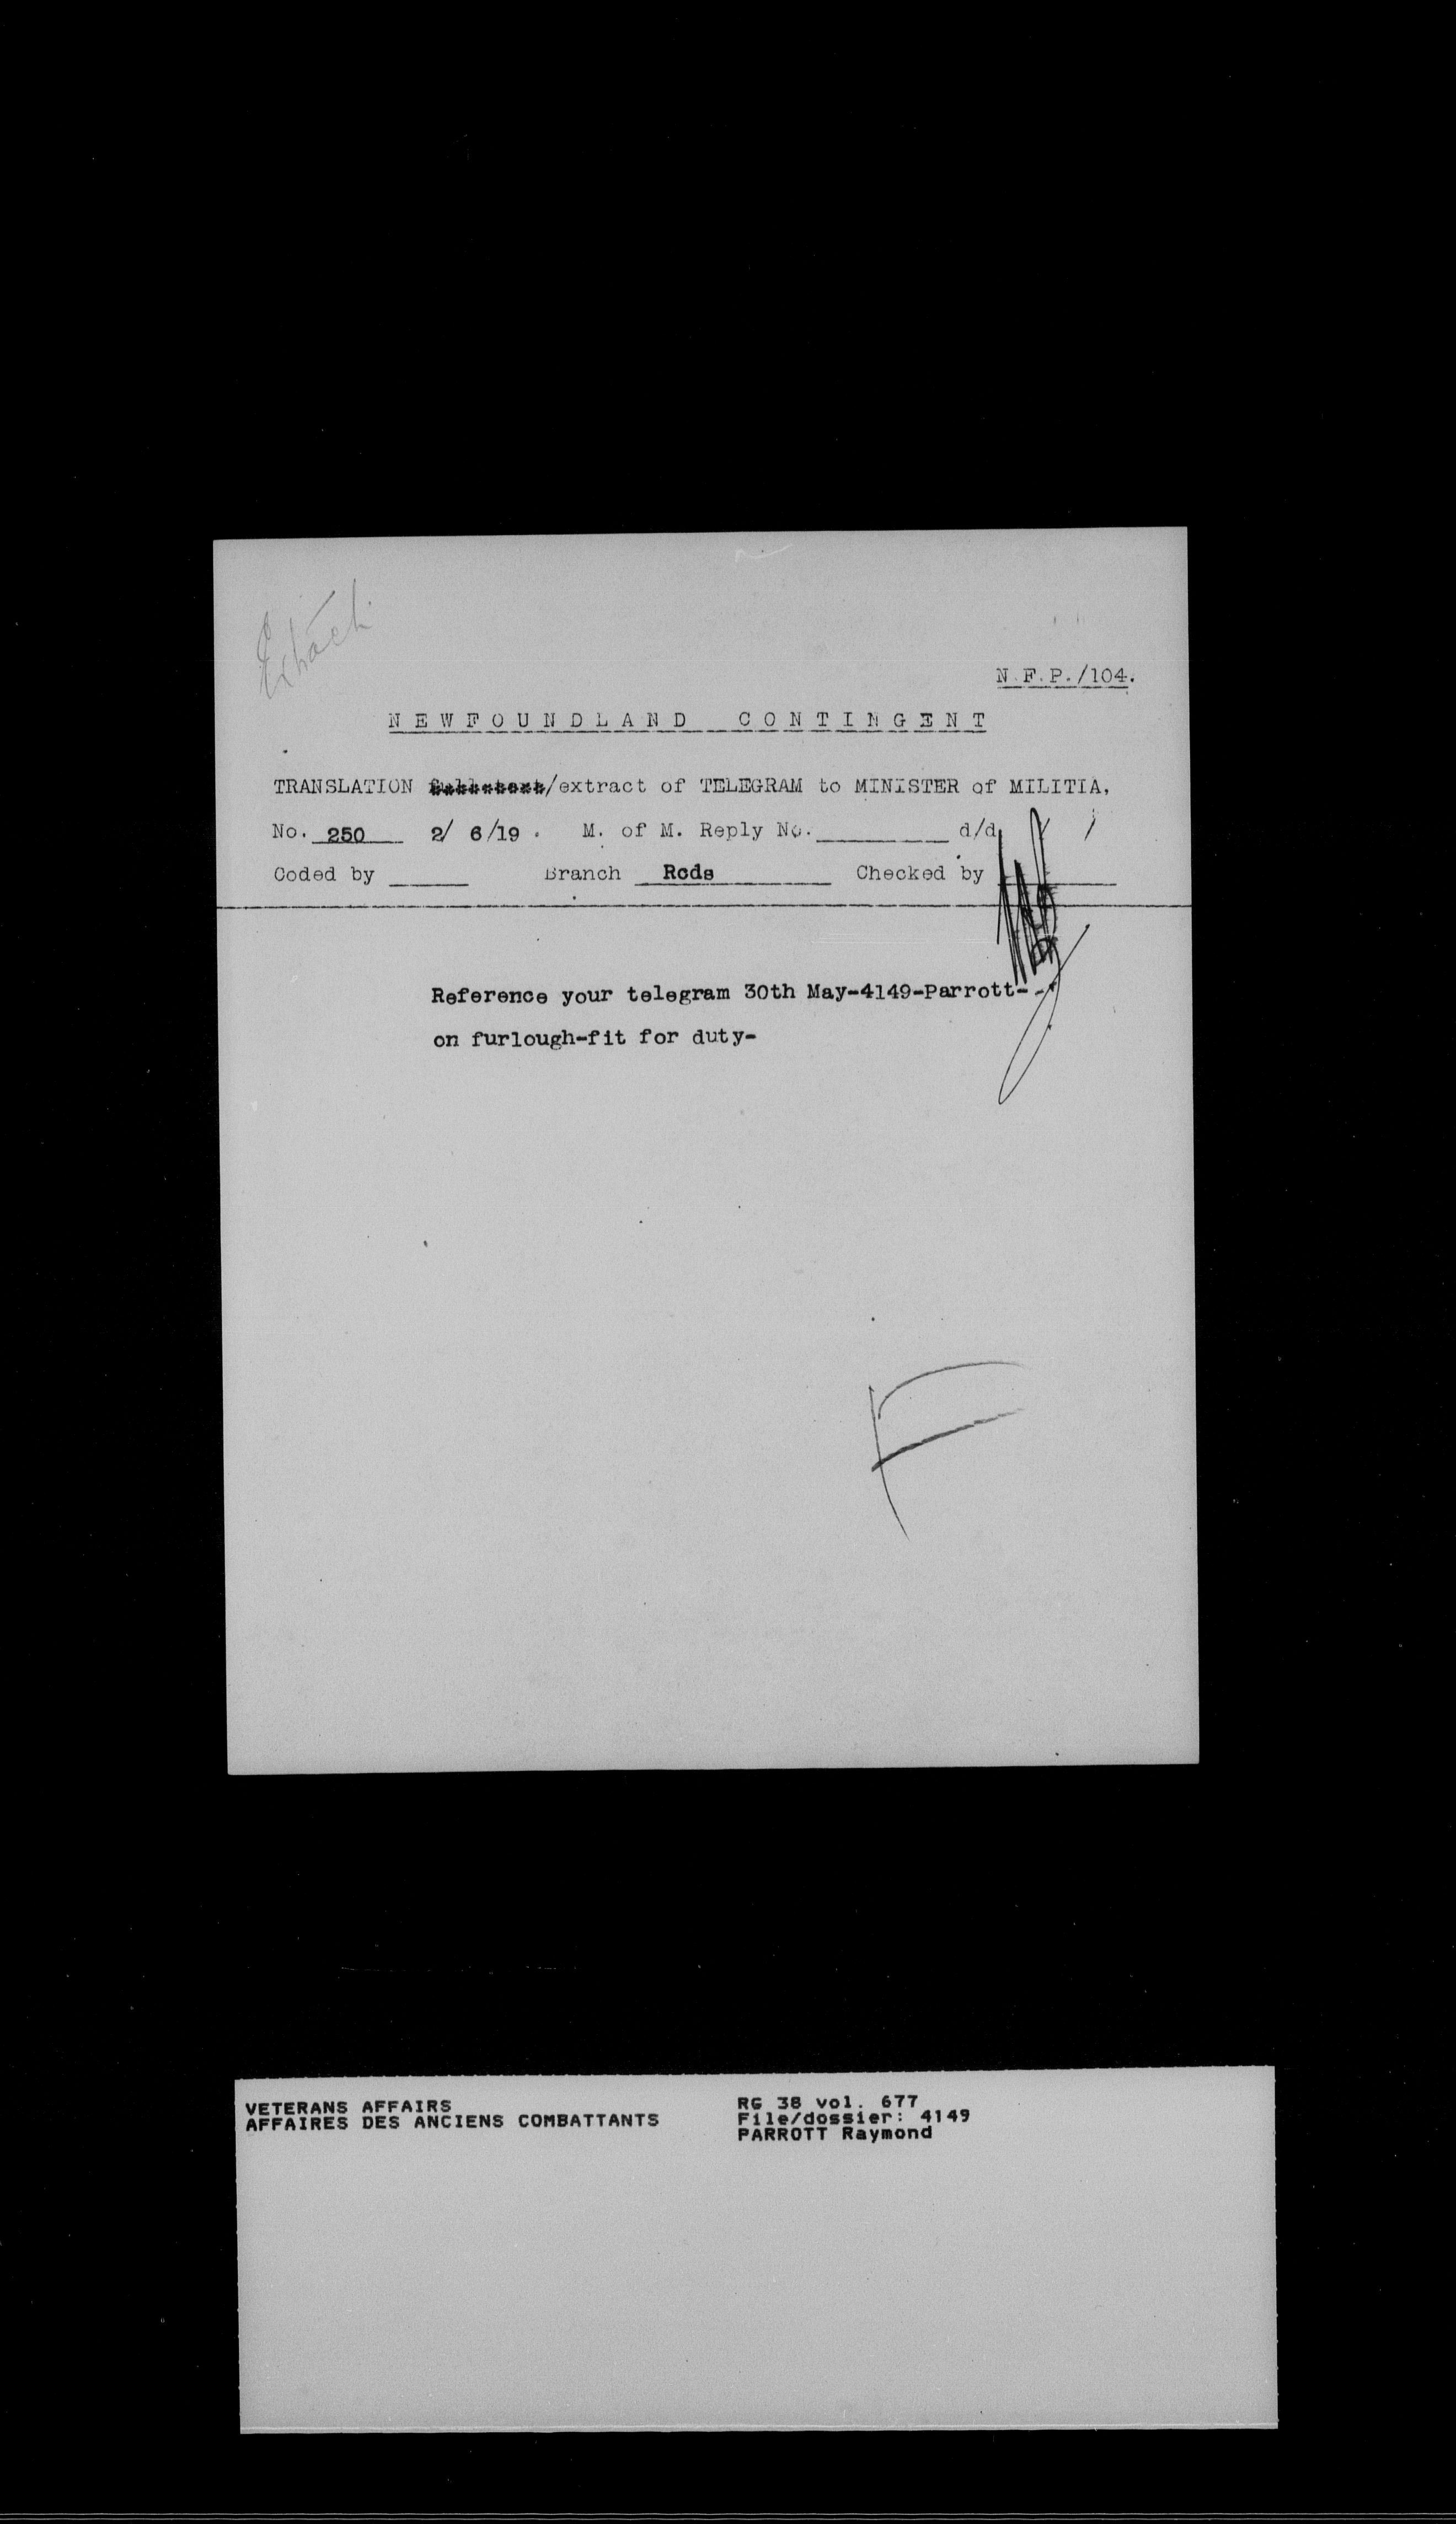 Extract
N.F.P./104.
NEWFOUNDLAND CONTINGENT
TRANSLATION /extract of TELEGRAM to MINISTER of MILITIA,
No. 250 2/ 6/19. M. of M. Reply No. d/d
Coded by Branch Rcds Checked by
Reference your telegram 30th May-4149-Parrott--
on furlough-fit for duty-
F
VETERANS AFFAIRS
AFFAIRES DES ANCIENS COMBATTANTS
RG 38 vol. 677
File/dossier: 4149
PARROTT Raymond